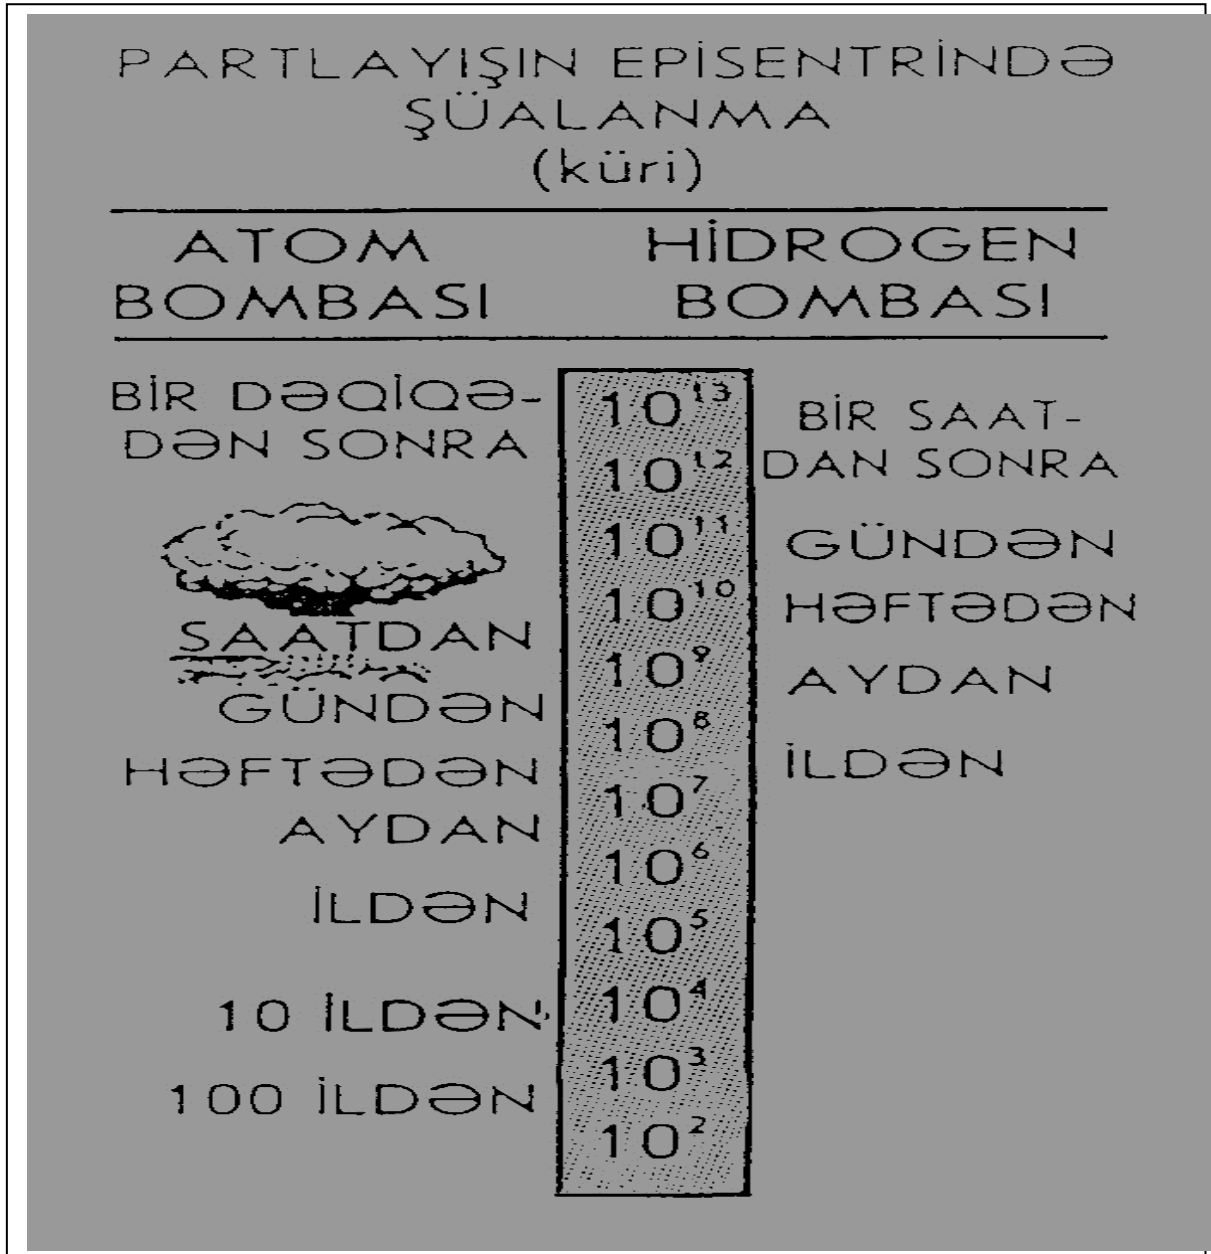 PARTLAYIŞIN EPİSENTRİNDƏ
ŞÜALANMA
(küri)
ATOM
BOMBASI
HİDROGEN
BOMBASI
BİR DƏQİQƏ-
DƏN SONRA
SAATDAN
GÜNDƏN
HƏFTƏDƏN
AYDAN
İLDƏN
10 İLDƏN
100 İLDƏN
10¹³
10¹²
10¹¹
10¹⁰
10⁹
10⁸
10⁷
10⁶
10⁵
10⁴
10³
10²
BİR SAAT-
DAN SONRA
GÜNDƏN
HƏFTƏDƏN
AYDAN
İLDƏN